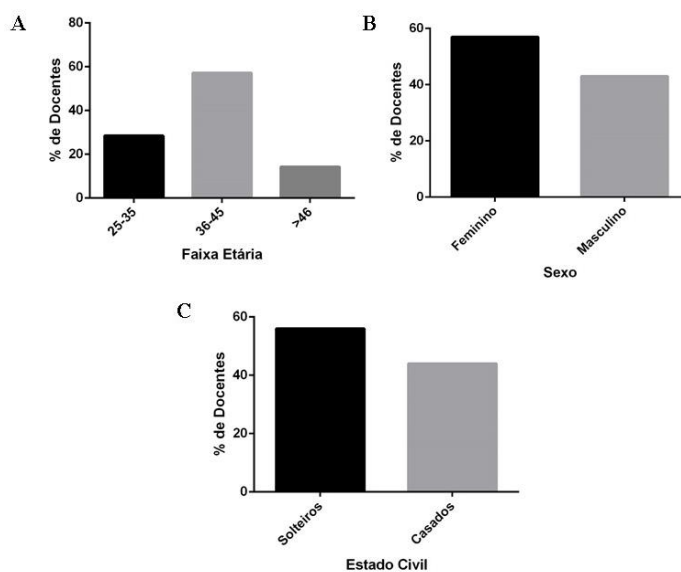 A
% de Docentes
80
60
40
20
0
25-35
36-45
>46
Faixa Etária
B
% de Docentes
60
40
20
0
Feminino
Masculino
Sexo
C
% de Docentes
60
40
20
0
Solteiros
Casados
Estado Civil